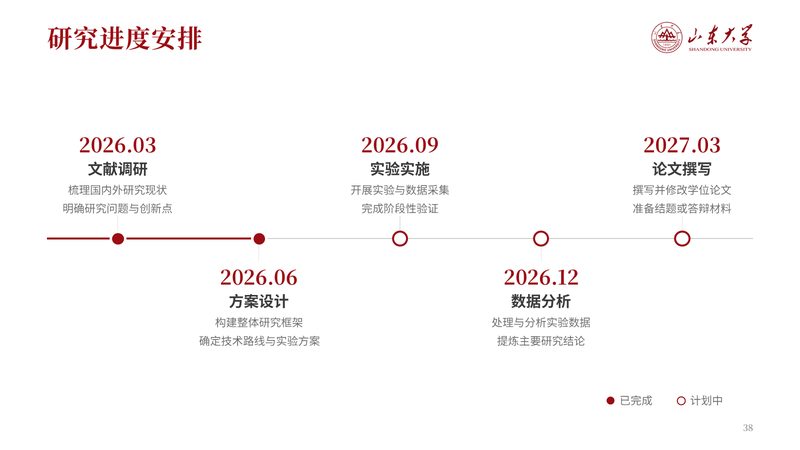 研究进度安排
山东大学
SHANDONG UNIVERSITY
2026.03
文献调研
梳理国内外研究现状
明确研究问题与创新点
2026.06
方案设计
构建整体研究框架
确定技术路线与实验方案
2026.09
实验实施
开展实验与数据采集
完成阶段性验证
2026.12
数据分析
处理与分析实验数据
提炼主要研究结论
2027.03
论文撰写
撰写并修改学位论文
准备结题或答辩材料
已完成
计划中
38